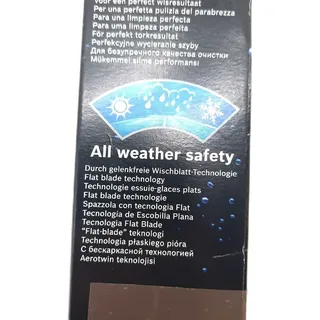 Voor een perfect wisresultaat
Per una perfetta pulizia del parabrezza
Para una limpieza perfecta
Para uma limpeza perfeita
För perfekt torkresultat
Perfekcyjne wycieranie szyby
Для безупречного качества очистки
Mükemmel silme performansı
All weather safety
Durch gelenkfreie Wischblatt-Technologie
Flat blade technology
Technologie essuie-glaces plats
Flat blade technologie
Spazzola con tecnologia Flat
Tecnología de Escobilla Plana
Tecnologia Flat Blade
"Flat-blade" teknologi
Technologia płaskiego pióra
С бескаркасной технологией
Aerotwin teknolojisi